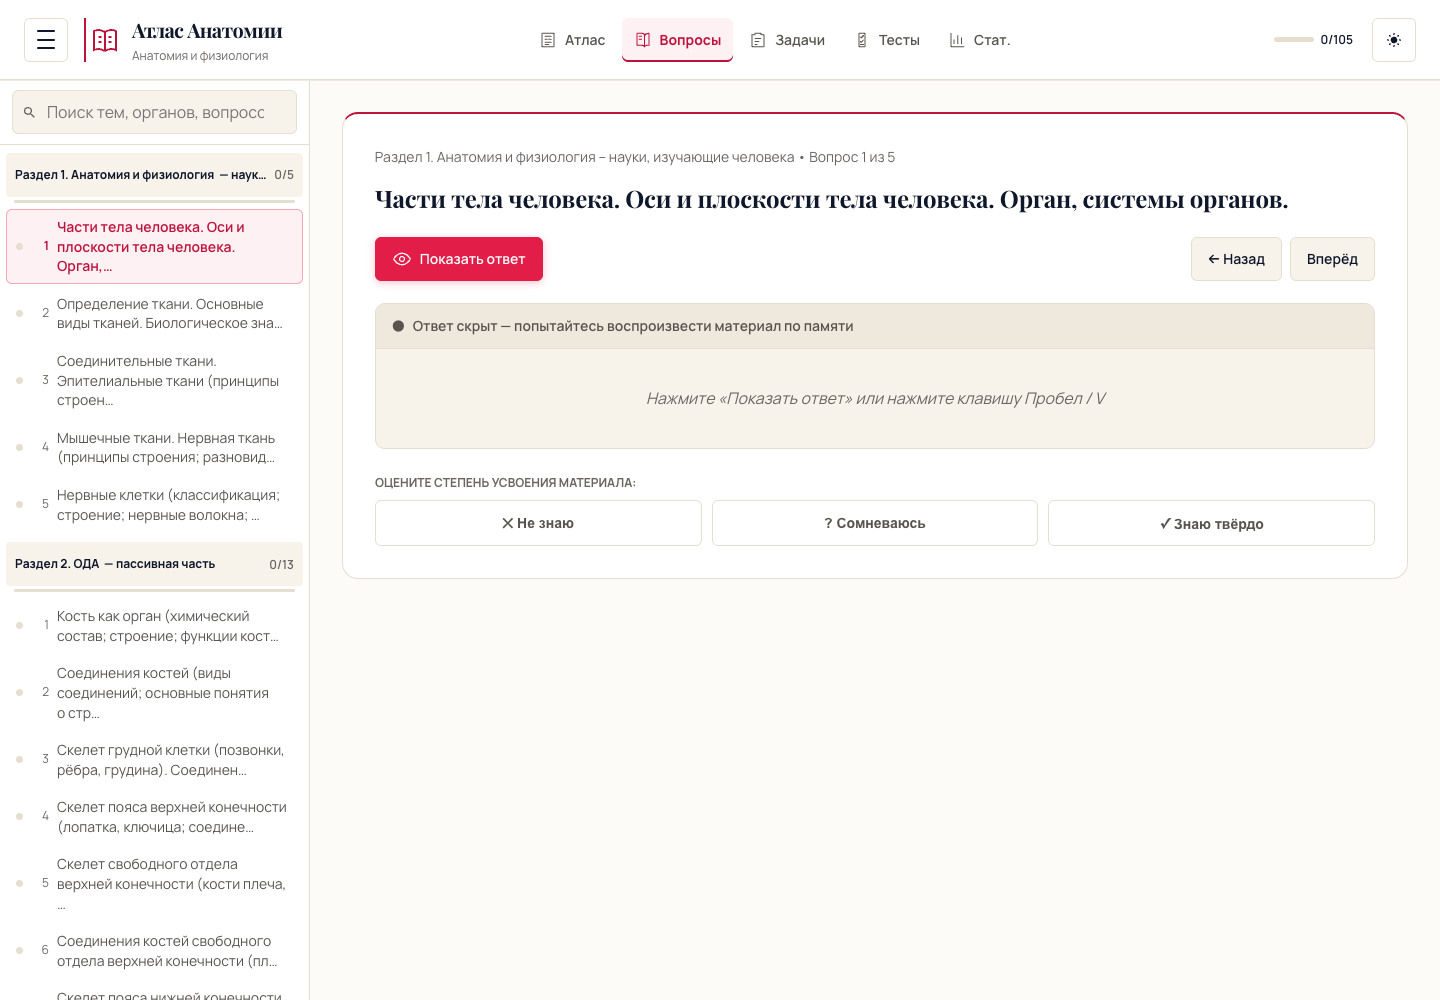 Атлас Анатомии
Анатомия и физиология
Атлас
Вопросы
Задачи
Тесты
Стат.
0/105
Поиск тем, органов, вопросс
Раздел 1. Анатомия и физиология — наук… 0/5
1
Части тела человека. Оси и
плоскости тела человека.
Орган,…
2
Определение ткани. Основные
виды тканей. Биологическое зна…
3
Соединительные ткани.
Эпителиальные ткани (принципы
строен…
4
Мышечные ткани. Нервная ткань
(принципы строения; разновид…
5
Нервные клетки (классификация;
строение; нервные волокна; …
Раздел 2. ОДА — пассивная часть 0/13
1
Кость как орган (химический
состав; строение; функции кост…
2
Соединения костей (виды
соединений; основные понятия
о стр…
3
Скелет грудной клетки (позвонки,
рёбра, грудина). Соединен…
4
Скелет пояса верхней конечности
(лопатка, ключица; соедине…
5
Скелет свободного отдела
верхней конечности (кости плеча,
…
6
Соединения костей свободного
отдела верхней конечности (пл…
Скелет пояса нижней конечности
Раздел 1. Анатомия и физиология – науки, изучающие человека • Вопрос 1 из 5
Части тела человека. Оси и плоскости тела человека. Орган, системы органов.
Показать ответ
← Назад
Вперёд
Ответ скрыт — попытайтесь воспроизвести материал по памяти
Нажмите «Показать ответ» или нажмите клавишу Пробел / V
ОЦЕНИТЕ СТЕПЕНЬ УСВОЕНИЯ МАТЕРИАЛА:
✕ Не знаю
? Сомневаюсь
✓ Знаю твёрдо